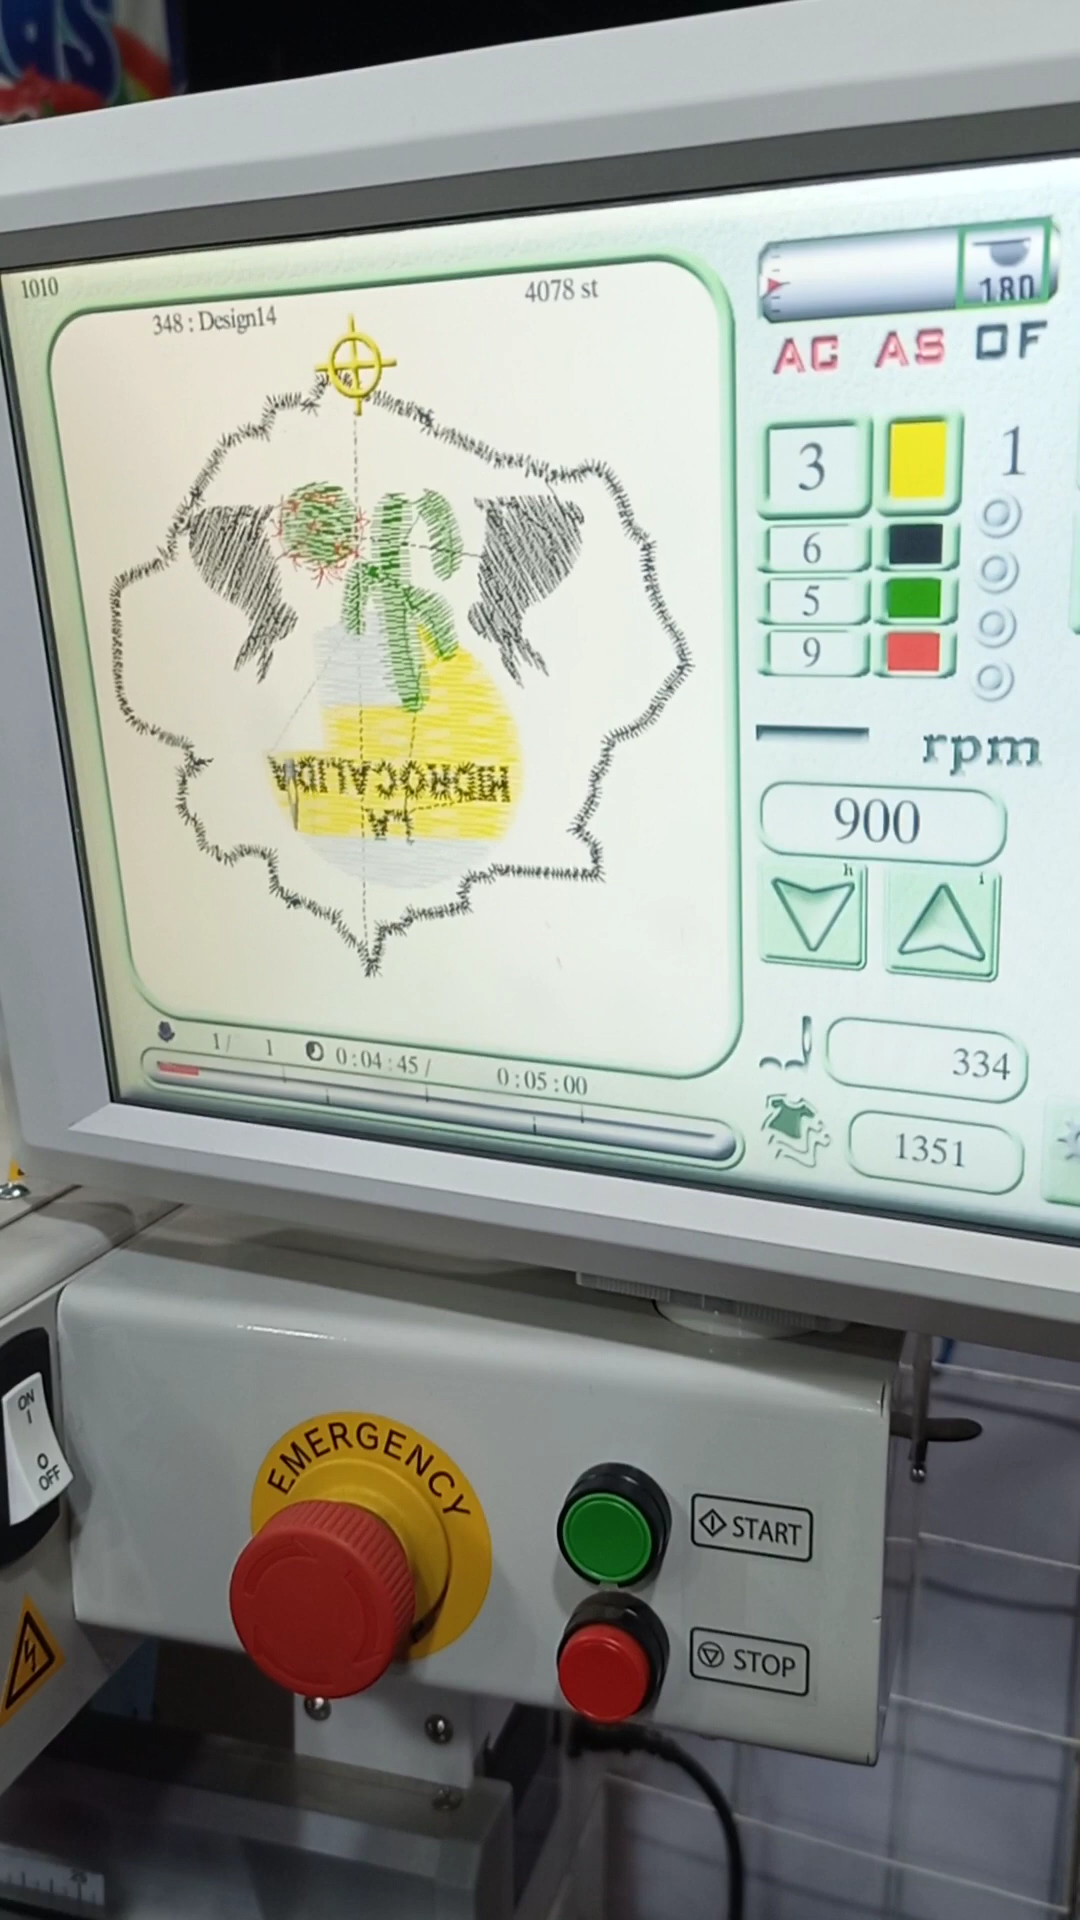 as
1010
348 : Design14
4078 st
180
AC AS OF
3
1
6
5
9
rpm
900
h
i
1/ 1 0:04:45 / 0:05:00
334
1351
ON
I
O
OFF
EMERGENCY
START
STOP